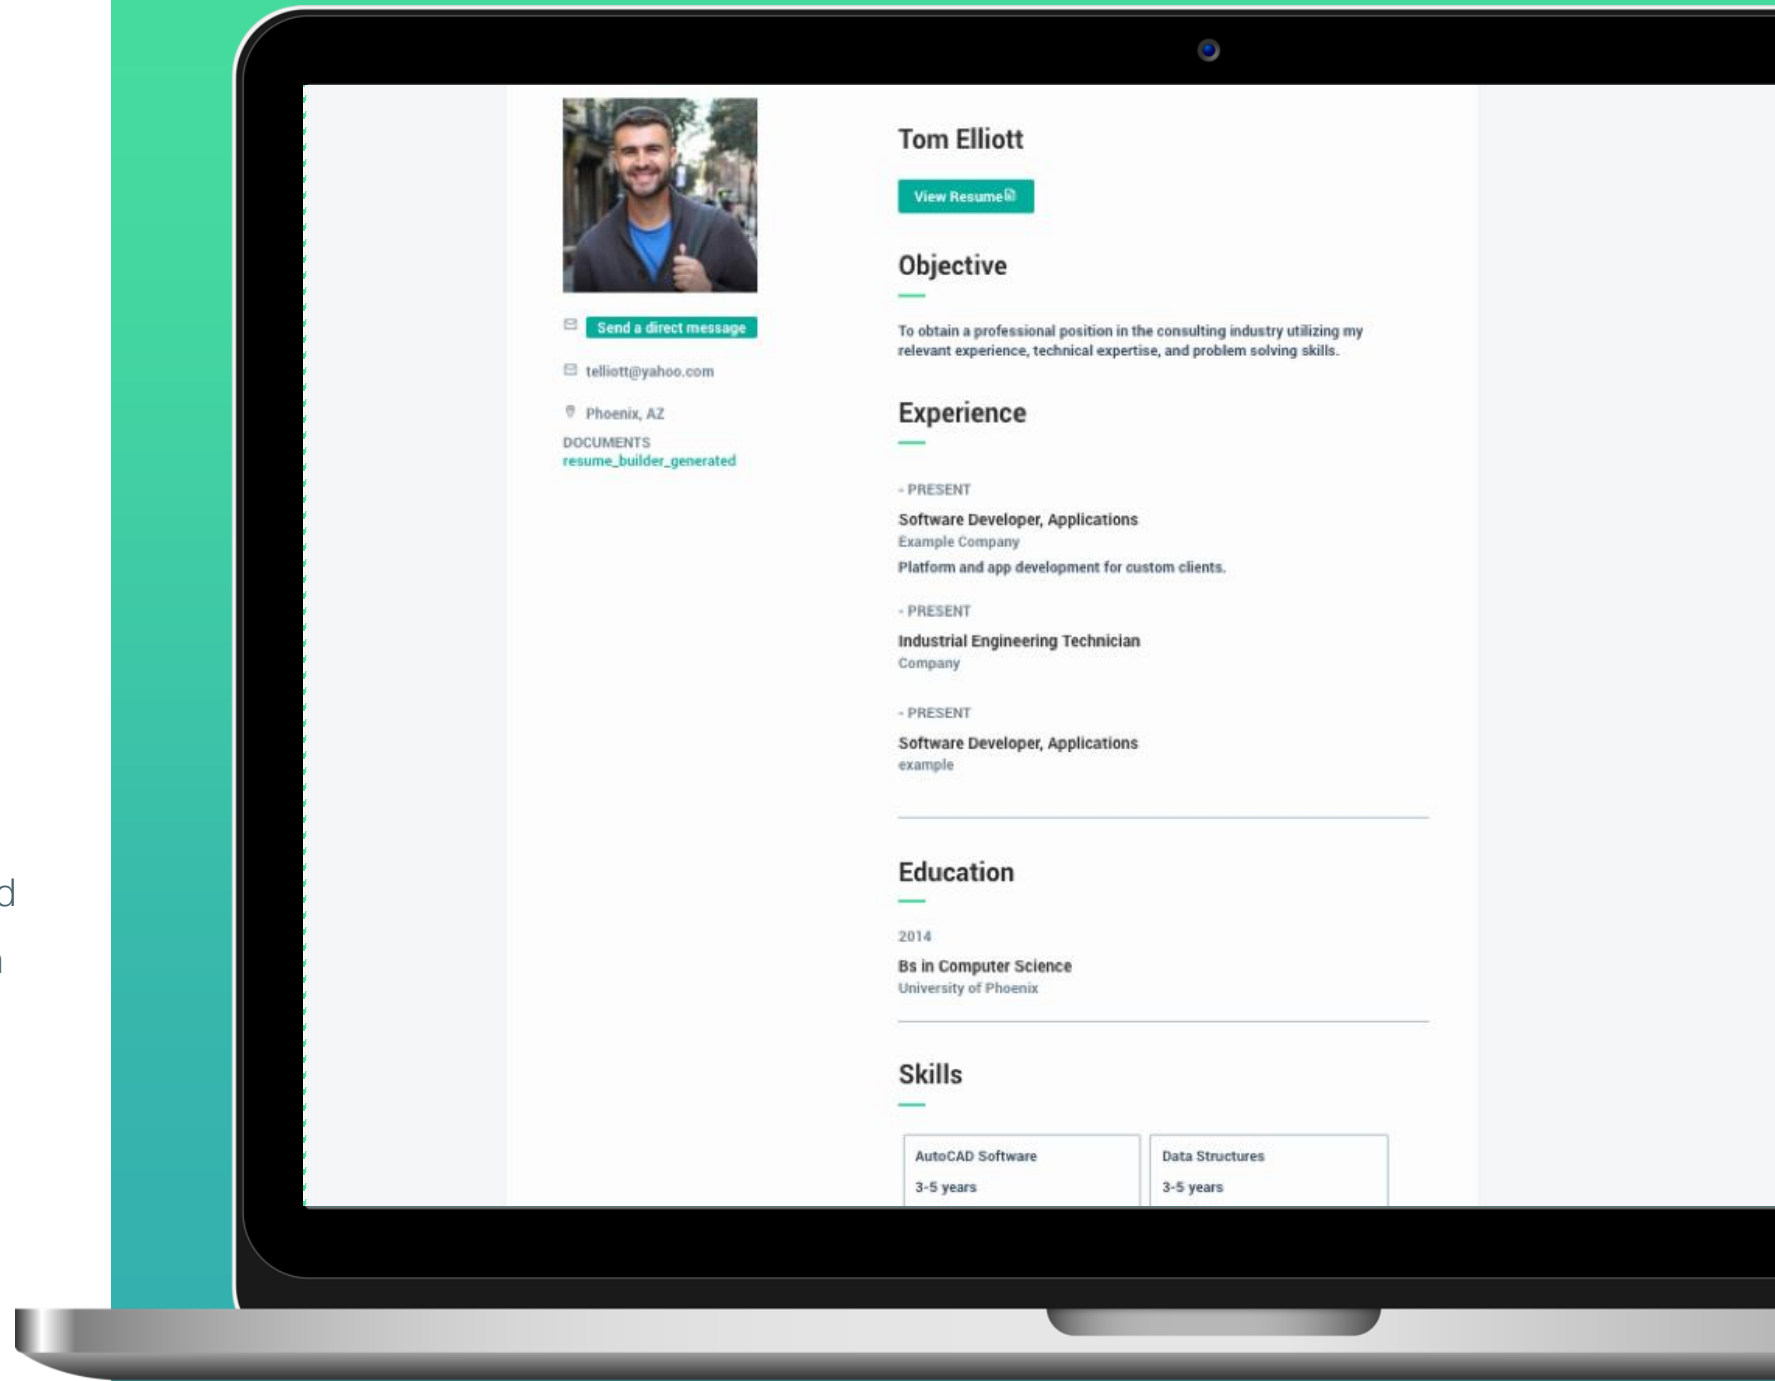 Tom Elliott
View Resume
Objective
To obtain a professional position in the consulting industry utilizing my
relevant experience, technical expertise, and problem solving skills.
Send a direct message
telliott@yahoo.com
Phoenix, AZ
DOCUMENTS
resume_builder_generated
Experience
- PRESENT
Software Developer, Applications
Example Company
Platform and app development for custom clients.
- PRESENT
Industrial Engineering Technician
Company
- PRESENT
Software Developer, Applications
example
Education
2014
Bs in Computer Science
University of Phoenix
Skills
AutoCAD Software
3-5 years
Data Structures
3-5 years